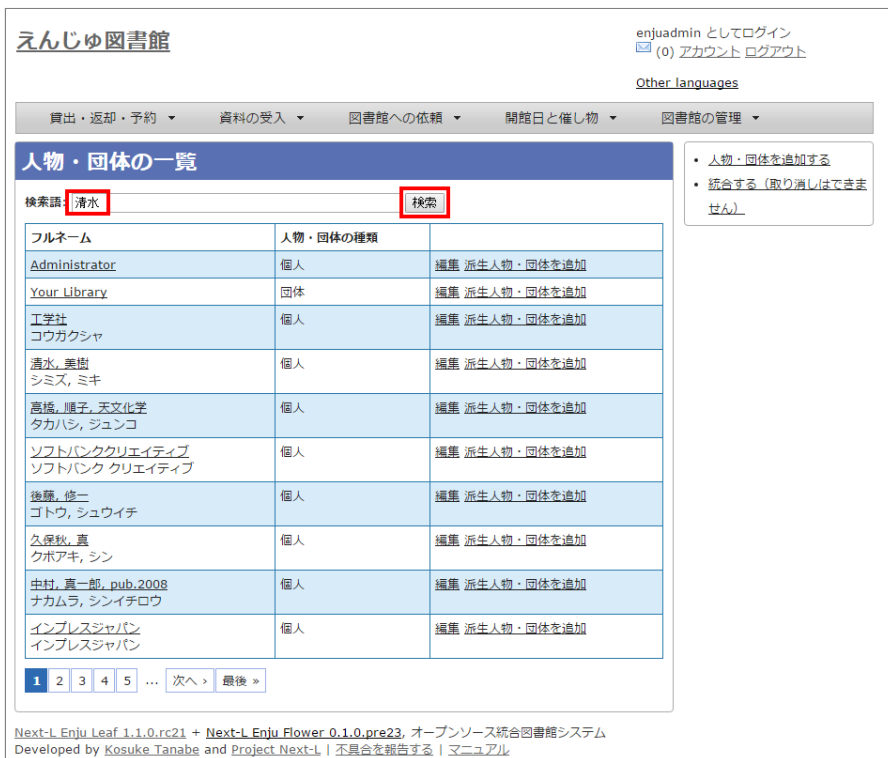 えんじゅ図書館
enjuadmin としてログイン
(0) アカウント ログアウト
Other languages
貸出・返却・予約 ▼ 資料の受入 ▼ 図書館への依頼 ▼ 開館日と催し物 ▼ 図書館の管理 ▼
人物・団体の一覧
検索語: 清水 検索
フルネーム 人物・団体の種類
Administrator 個人 編集 派生人物・団体を追加
Your Library 団体 編集 派生人物・団体を追加
工学社 個人 編集 派生人物・団体を追加
コウガクシャ
清水, 美樹 個人 編集 派生人物・団体を追加
シミズ, ミキ
高橋, 順子, 天文化学 個人 編集 派生人物・団体を追加
タカハシ, ジュンコ
ソフトバンククリエイティブ 個人 編集 派生人物・団体を追加
ソフトバンク クリエイティブ
後藤, 修一 個人 編集 派生人物・団体を追加
ゴトウ, シュウイチ
久保秋, 真 個人 編集 派生人物・団体を追加
クボアキ, シン
中村, 真一郎, pub.2008 個人 編集 派生人物・団体を追加
ナカムラ, シンイチロウ
インプレスジャパン 個人 編集 派生人物・団体を追加
インプレスジャパン
1 2 3 4 5 … 次へ › 最後 »
• 人物・団体を追加する
• 統合する（取り消しはできま
せん）
Next-L Enju Leaf 1.1.0.rc21 + Next-L Enju Flower 0.1.0.pre23, オープンソース統合図書館システム
Developed by Kosuke Tanabe and Project Next-L | 不具合を報告する | マニュアル